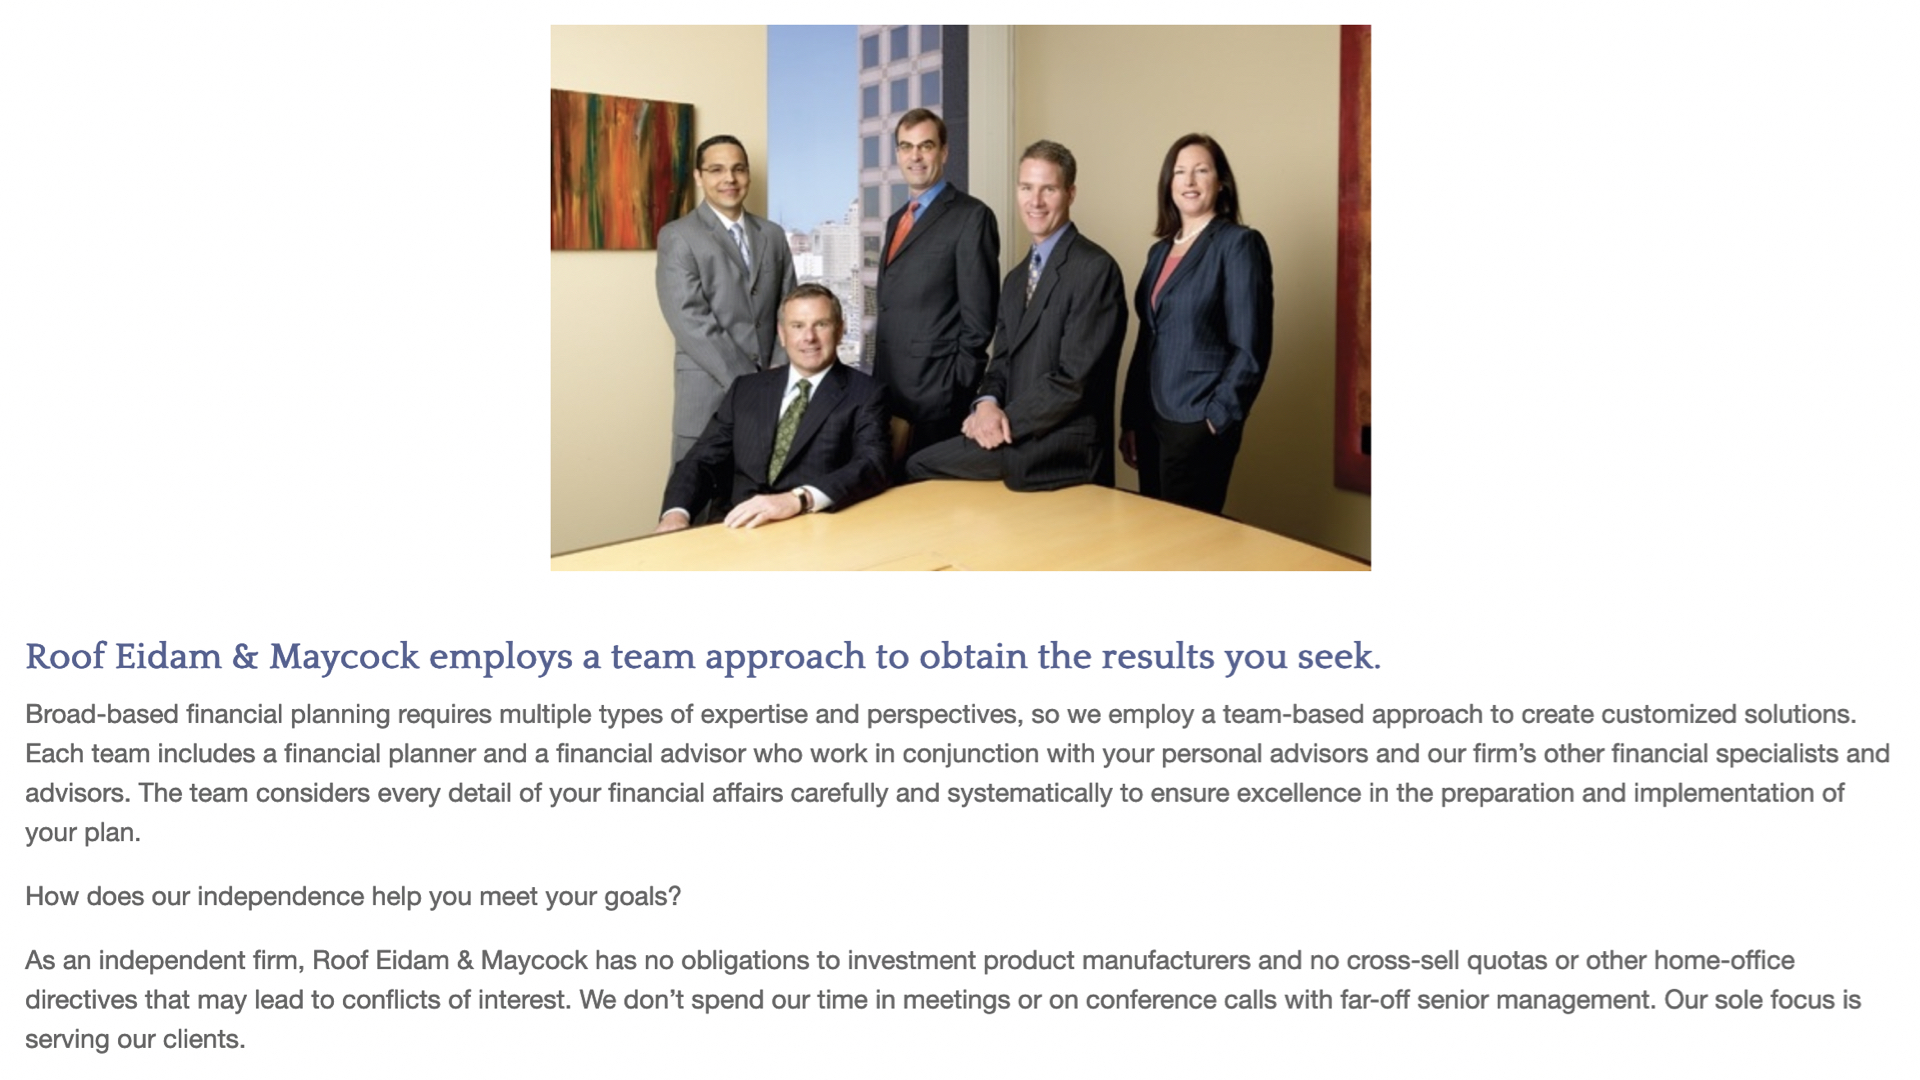 Roof Eidam & Maycock employs a team approach to obtain the results you seek.
Broad-based financial planning requires multiple types of expertise and perspectives, so we employ a team-based approach to create customized solutions.
Each team includes a financial planner and a financial advisor who work in conjunction with your personal advisors and our firm’s other financial specialists and
advisors. The team considers every detail of your financial affairs carefully and systematically to ensure excellence in the preparation and implementation of
your plan.
How does our independence help you meet your goals?
As an independent firm, Roof Eidam & Maycock has no obligations to investment product manufacturers and no cross-sell quotas or other home-office
directives that may lead to conflicts of interest. We don’t spend our time in meetings or on conference calls with far-off senior management. Our sole focus is
serving our clients.